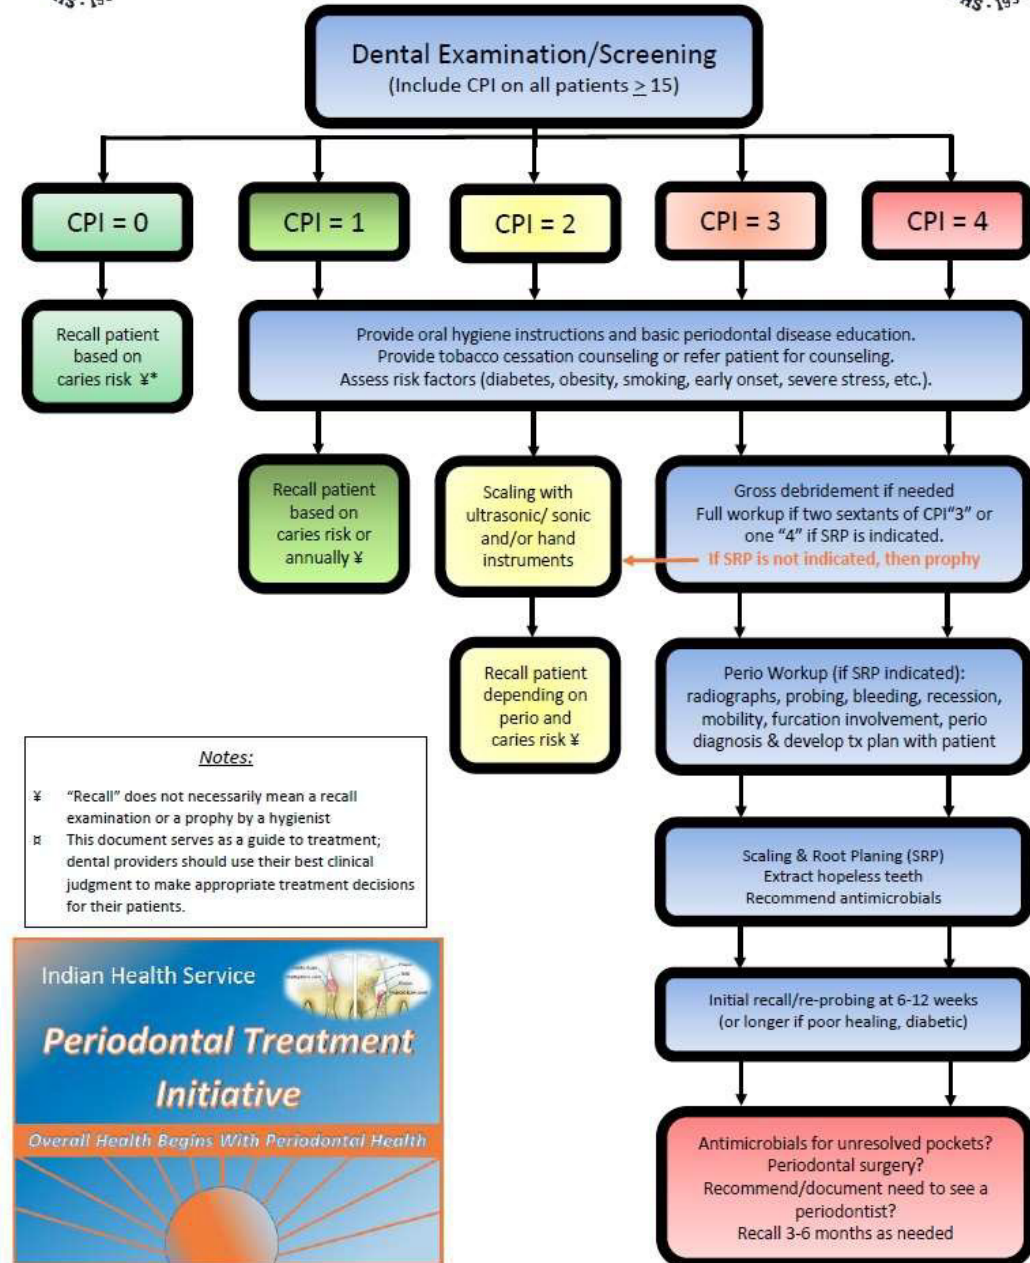 Dental Examination/Screening
(Include CPI on all patients ≥ 15)
CPI = 0
CPI = 1
CPI = 2
CPI = 3
CPI = 4
Recall patient
based on
caries risk ¥*
Provide oral hygiene instructions and basic periodontal disease education.
Provide tobacco cessation counseling or refer patient for counseling.
Assess risk factors (diabetes, obesity, smoking, early onset, severe stress, etc.).
Recall patient
based on
caries risk or
annually ¥
Scaling with
ultrasonic/ sonic
and/or hand
instruments
Gross debridement if needed
Full workup if two sextants of CPI"3" or
one "4" if SRP is indicated.
If SRP is not indicated, then prophy
Recall patient
depending on
perio and
caries risk ¥
Perio Workup (if SRP indicated):
radiographs, probing, bleeding, recession,
mobility, furcation involvement, perio
diagnosis & develop tx plan with patient
Notes:
¥ "Recall" does not necessarily mean a recall
examination or a prophy by a hygienist
¤ This document serves as a guide to treatment;
dental providers should use their best clinical
judgment to make appropriate treatment decisions
for their patients.
Scaling & Root Planing (SRP)
Extract hopeless teeth
Recommend antimicrobials
Initial recall/re-probing at 6-12 weeks
(or longer if poor healing, diabetic)
Antimicrobials for unresolved pockets?
Periodontal surgery?
Recommend/document need to see a
periodontist?
Recall 3-6 months as needed
Indian Health Service
Periodontal Treatment
Initiative
Overall Health Begins With Periodontal Health